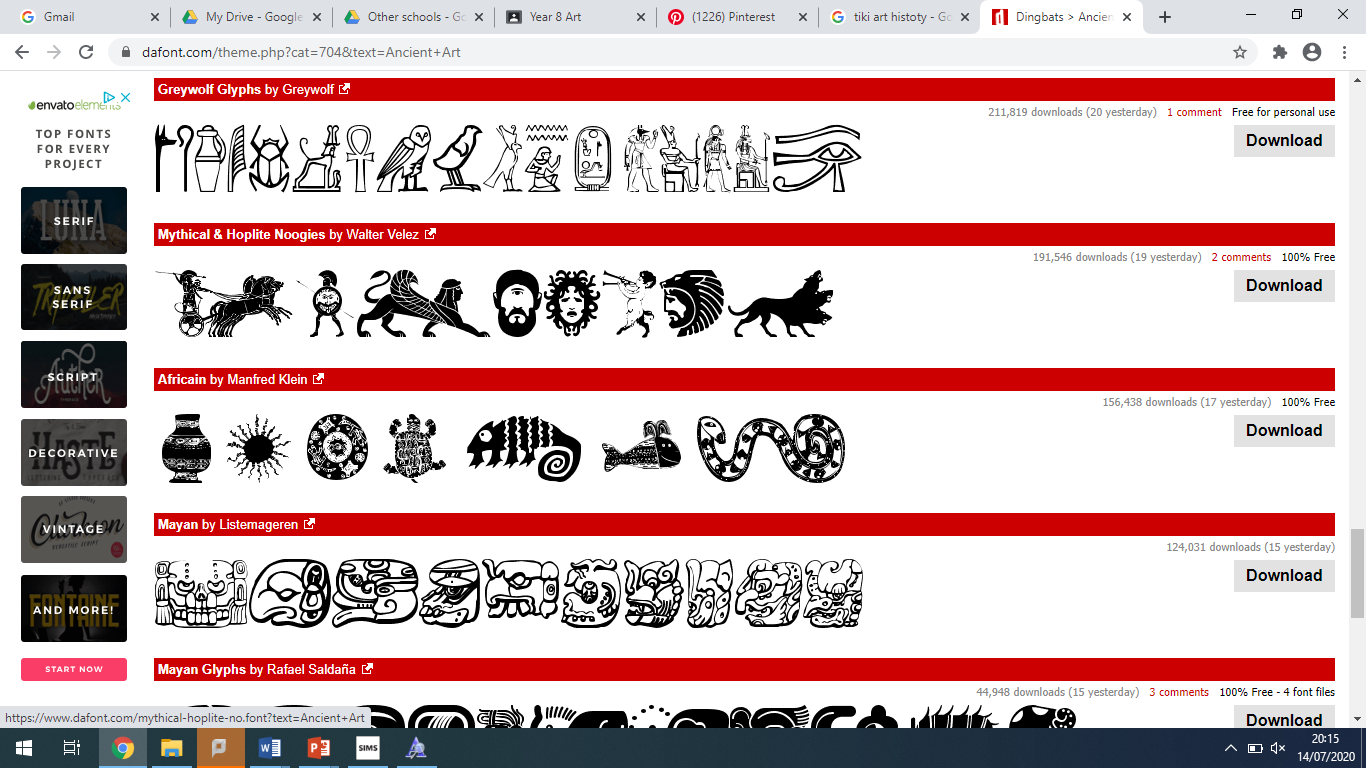 Gmail
My Drive - Google
Other schools - Go
Year 8 Art
(1226) Pinterest
tiki art histoty - Go
Dingbats > Ancien
dafont.com/theme.php?cat=704&text=Ancient+Art
envatoelements
TOP FONTS
FOR EVERY
PROJECT
LUNA
SERIF
SANS
SERIF
Author
SCRIPT
HASTE
DECORATIVE
VINTAGE
FONTAINE
AND MORE!
START NOW
Greywolf Glyphs by Greywolf
211,819 downloads (20 yesterday) 1 comment Free for personal use
Download
Mythical & Hoplite Noogies by Walter Velez
191,546 downloads (19 yesterday) 2 comments 100% Free
Download
Africain by Manfred Klein
156,438 downloads (17 yesterday) 100% Free
Download
Mayan by Listemageren
124,031 downloads (15 yesterday)
Download
Mayan Glyphs by Rafael Saldaña
44,948 downloads (15 yesterday) 3 comments 100% Free - 4 font files
Download
https://www.dafont.com/mythical-hoplite-no.font?text=Ancient+Art
SIMS
20:15
14/07/2020